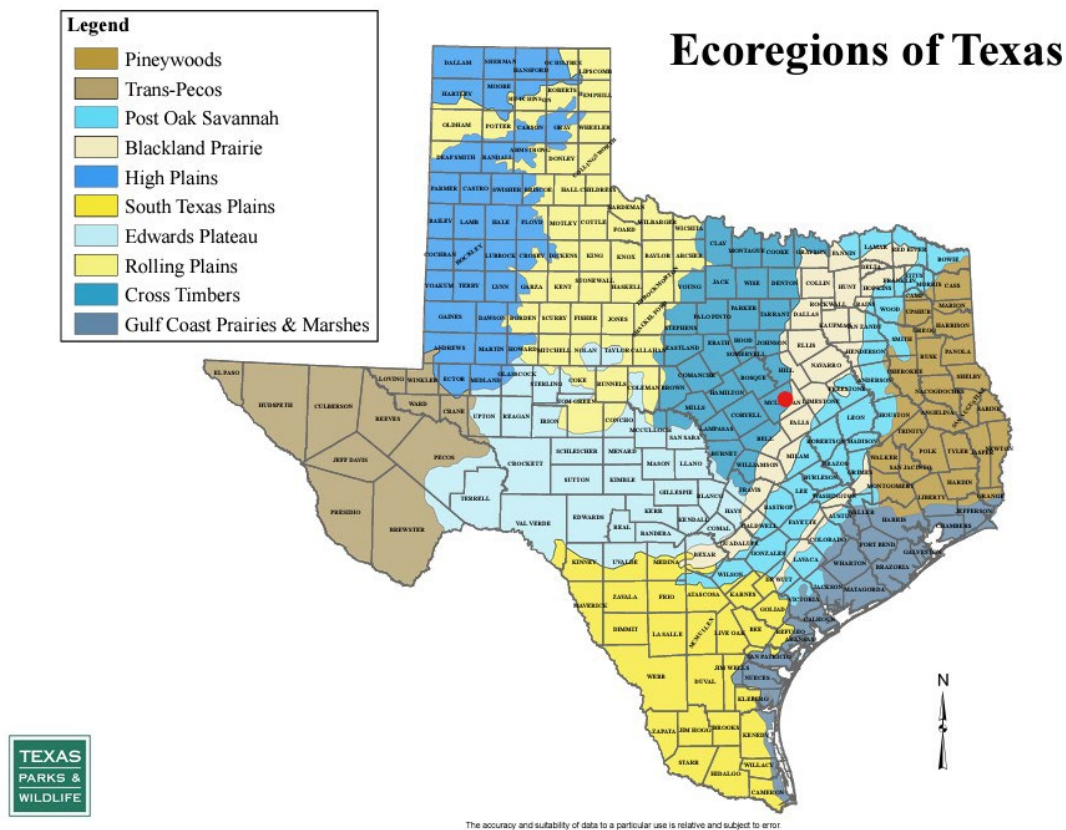 Legend
Pineywoods
Trans-Pecos
Post Oak Savannah
Blackland Prairie
High Plains
South Texas Plains
Edwards Plateau
Rolling Plains
Cross Timbers
Gulf Coast Prairies & Marshes
Ecoregions of Texas
DALLAM SHERMAN HANSFORD OCHILTREE LIPSCOMB
HARTLEY MOORE HUTCHINSON ROBERTS HEMPHILL
OLDHAM POTTER CARSON GRAY WHEELER
DEAF SMITH RANDALL ARMSTRONG DONLEY COLLINGSWORTH
PARMER CASTRO SWISHER BRISCOE HALL CHILDRESS
HARDEMAN
BAILEY LAMB HALE FLOYD MOTLEY COTTLE FOARD WILBARGER WICHITA
COCHRAN HOCKLEY LUBBOCK CROSBY DICKENS KING KNOX BAYLOR ARCHER CLAY MONTAGUE COOKE GRAYSON FANNIN LAMAR RED RIVER BOWIE
DELTA TITUS FRANKLIN MORRIS CASS
YOAKUM TERRY LYNN GARZA KENT STONEWALL HASKELL THROCKMORTON YOUNG JACK WISE DENTON COLLIN HUNT HOPKINS CAMP
GAINES DAWSON BORDEN SCURRY FISHER JONES SHACKELFORD STEPHENS PALO PINTO PARKER TARRANT DALLAS ROCKWALL RAINS WOOD UPSHUR MARION
KAUFMAN VAN ZANDT SMITH GREGG HARRISON
ANDREWS MARTIN HOWARD MITCHELL NOLAN TAYLOR CALLAHAN EASTLAND ERATH HOOD SOMERVELL JOHNSON ELLIS HENDERSON RUSK PANOLA
EL PASO HUDSPETH CULBERSON REEVES LOVING WINKLER ECTOR MIDLAND GLASSCOCK STERLING COKE RUNNELS COLEMAN BROWN COMANCHE BOSQUE HILL NAVARRO ANDERSON CHEROKEE SHELBY
WARD CRANE UPTON REAGAN IRION TOM GREEN CONCHO MCCULLOCH MILLS HAMILTON CORYELL LIMESTONE FREESTONE LEON HOUSTON NACOGDOCHES
JEFF DAVIS PECOS CROCKETT SCHLEICHER MENARD SAN SABA LAMPASAS BELL FALLS ROBERTSON MADISON TRINITY ANGELINA SABINE
PRESIDIO BREWSTER TERRELL SUTTON KIMBLE MASON LLANO BURNET WILLIAMSON MILAM BRAZOS GRIMES WALKER POLK TYLER JASPER NEWTON
SAN JACINTO
VAL VERDE EDWARDS REAL KERR GILLESPIE BLANCO TRAVIS LEE BURLESON WASHINGTON MONTGOMERY LIBERTY HARDIN ORANGE
BANDERA KENDALL COMAL HAYS BASTROP FAYETTE AUSTIN WALLER HARRIS CHAMBERS JEFFERSON
CALDWELL COLORADO FORT BEND GALVESTON
KINNEY UVALDE MEDINA BEXAR GUADALUPE GONZALES LAVACA WHARTON BRAZORIA
MAVERICK ZAVALA FRIO ATASCOSA WILSON KARNES DE WITT VICTORIA JACKSON MATAGORDA
DIMMIT LA SALLE MCMULLEN LIVE OAK BEE GOLIAD REFUGIO CALHOUN
ARANSAS
WEBB DUVAL JIM WELLS SAN PATRICIO NUECES
KLEBERG
ZAPATA JIM HOGG BROOKS KENEDY
STARR HIDALGO WILLACY
CAMERON
N
TEXAS
PARKS &
WILDLIFE
The accuracy and suitability of data to a particular use is relative and subject to error.